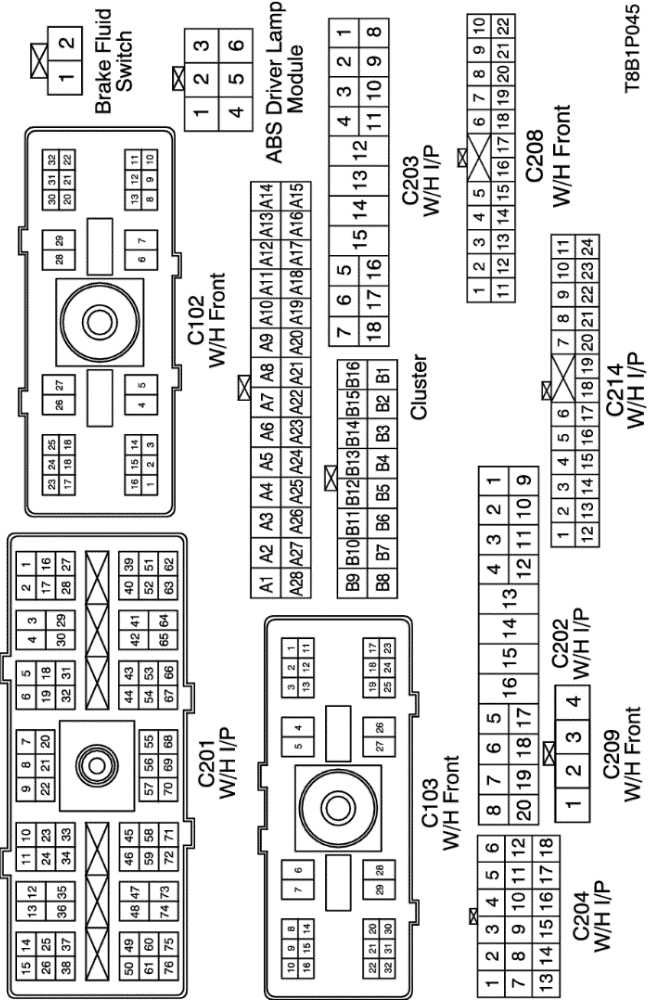 15 14 13 12 11 10 9 8 7 6 5 4 3 2 1
26 25 24 23 22 21 20 19 18 17 16
38 37 36 35 34 33 32 31 30 29 28 27
50 49 48 47 46 45 57 56 55 44 43 42 41 40 39
61 60 59 58 70 69 68 54 53 52 51
76 75 74 73 72 71 67 66 65 64 63 62
C201
W/H I/P
23 24 25 26 27 28 29 30 31 32
17 18 18 20 21 22
16 15 14 4 5 6 7 13 12 11
1 2 3 8 9 10
C102
W/H Front
1 2
Brake Fluid
Switch
1 2 3
4 5 6
ABS Driver Lamp
Module
10 9 8 7 6 5 4 3 2 1
16 15 14 13 12 11
22 21 20 29 28 27 26 19 18 17
32 31 30 25 24 23
C103
W/H Front
A1 A2 A3 A4 A5 A6 A7 A8 A9 A10 A11 A12 A13 A14
A28 A27 A26 A25 A24 A23 A22 A21 A20 A19 A18 A17 A16 A15
B9 B10 B11 B12 B13 B14 B15 B16
B8 B7 B6 B5 B4 B3 B2 B1
Cluster
7 6 5 4 3 2 1
15 14 13 12
18 17 16 11 10 9 8
C203
W/H I/P
1 2 3 4 5 6
7 8 9 10 11 12
13 14 15 16 17 18
C204
W/H I/P
8 7 6 5 4 3 2 1
16 15 14 13
20 19 18 17 12 11 10 9
C202
W/H I/P
1 2 3 4
C209
W/H Front
1 2 3 4 5 6 7 8 9 10 11
12 13 14 15 16 17 18 19 20 21 22 23 24
C214
W/H I/P
1 2 3 4 5 6 7 8 9 10
11 12 13 14 15 16 17 18 19 20 21 22
C208
W/H Front
T8B1P045